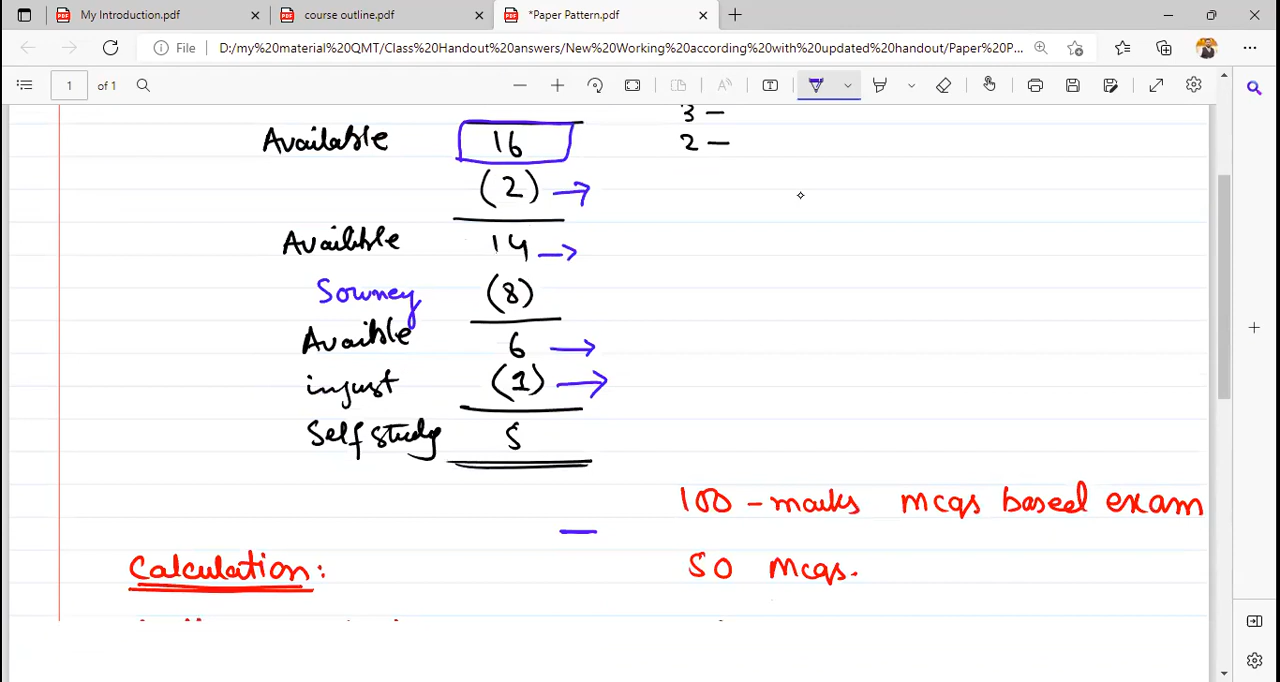 My Introduction.pdf
course outline.pdf
*Paper Pattern.pdf
File
D:/my%20material%20QMT/Class%20Handout%20answers/New%20Working%20according%20with%20updated%20handout/Paper%20P...
1
of 1
3 –
Available 16
2 –
(2)
Availible 14
Sowney (8)
Avaible 6
injust (1)
Self study 5
100 – marks mcqs based exam
Calculation:
50 mcqs.